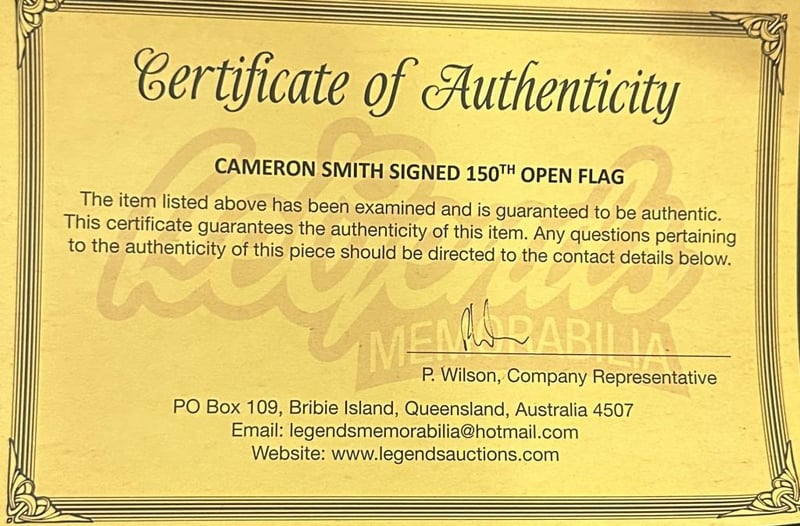 Certificate of Authenticity
CAMERON SMITH SIGNED 150TH OPEN FLAG
The item listed above has been examined and is guaranteed to be authentic.
This certificate guarantees the authenticity of this item. Any questions pertaining
to the authenticity of this piece should be directed to the contact details below.
Legends
MEMORABILIA
P. Wilson, Company Representative
PO Box 109, Bribie Island, Queensland, Australia 4507
Email: legendsmemorabilia@hotmail.com
Website: www.legendsauctions.com